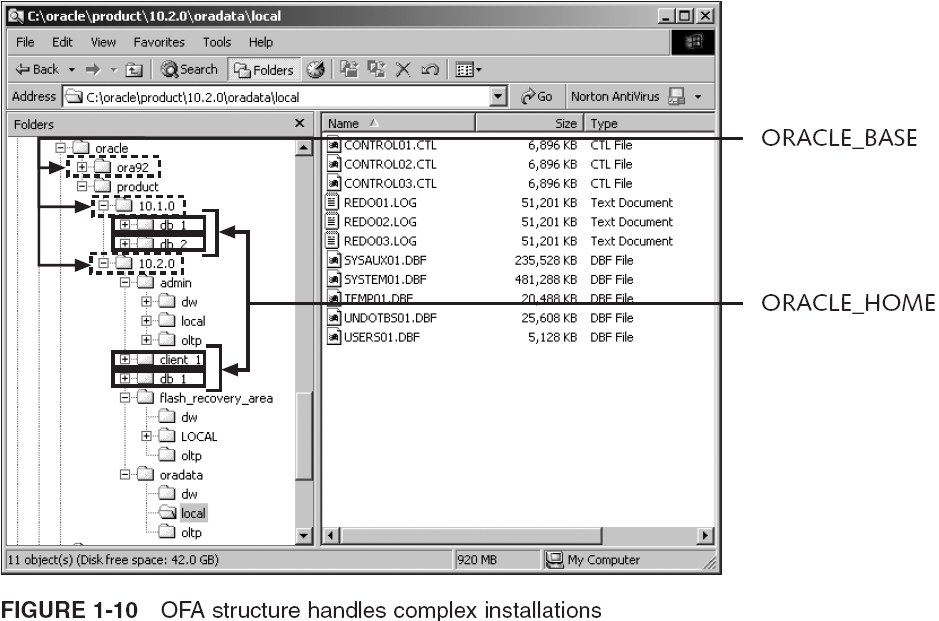 C:\oracle\product\10.2.0\oradata\local
File Edit View Favorites Tools Help
Back Search Folders
Address C:\oracle\product\10.2.0\oradata\local Go Norton AntiVirus
Folders
oracle
ora92
product
10.1.0
db_1
db_2
10.2.0
admin
dw
local
oltp
client_1
db_1
flash_recovery_area
dw
LOCAL
oltp
oradata
dw
local
oltp
Name Size Type
CONTROL01.CTL 6,896 KB CTL File
CONTROL02.CTL 6,896 KB CTL File
CONTROL03.CTL 6,896 KB CTL File
REDO01.LOG 51,201 KB Text Document
REDO02.LOG 51,201 KB Text Document
REDO03.LOG 51,201 KB Text Document
SYSAUX01.DBF 235,528 KB DBF File
SYSTEM01.DBF 481,288 KB DBF File
TEMP01.DBF 20,488 KB DBF File
UNDOTBS01.DBF 25,608 KB DBF File
USERS01.DBF 5,128 KB DBF File
ORACLE_BASE
ORACLE_HOME
11 object(s) (Disk free space: 42.0 GB) 920 MB My Computer
FIGURE 1-10 OFA structure handles complex installations